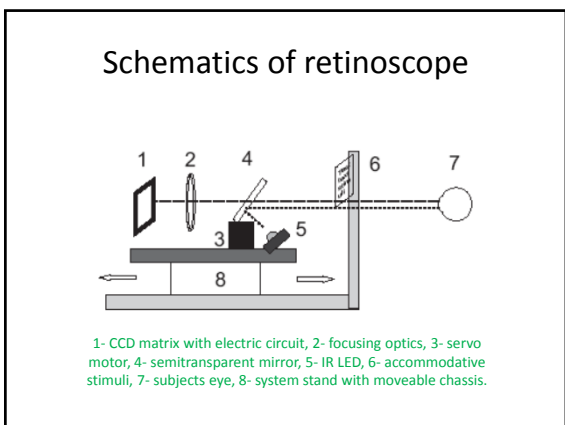 Schematics of retinoscope
1
2
4
6
7
3
5
8
1- CCD matrix with electric circuit, 2- focusing optics, 3- servo
motor, 4- semitransparent mirror, 5- IR LED, 6- accommodative
stimuli, 7- subjects eye, 8- system stand with moveable chassis.